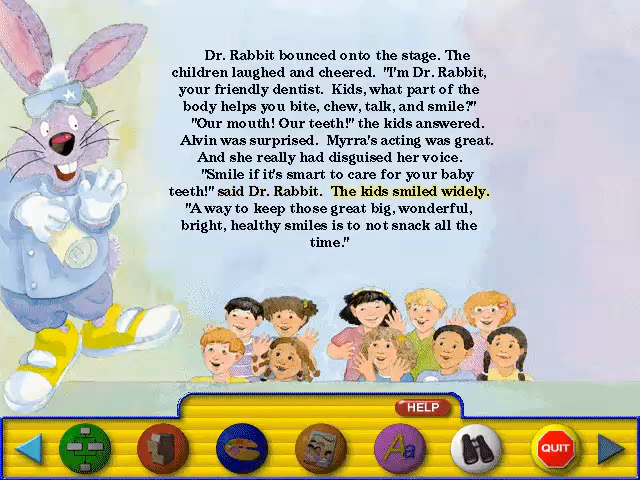 Dr. Rabbit bounced onto the stage. The
children laughed and cheered. "I'm Dr. Rabbit,
your friendly dentist. Kids, what part of the
body helps you bite, chew, talk, and smile?"
"Our mouth! Our teeth!" the kids answered.
Alvin was surprised. Myrra's acting was great.
And she really had disguised her voice.
"Smile if it's smart to care for your baby
teeth!" said Dr. Rabbit. The kids smiled widely.
"A way to keep those great big, wonderful,
bright, healthy smiles is to not snack all the
time."
HELP
Aa
QUIT